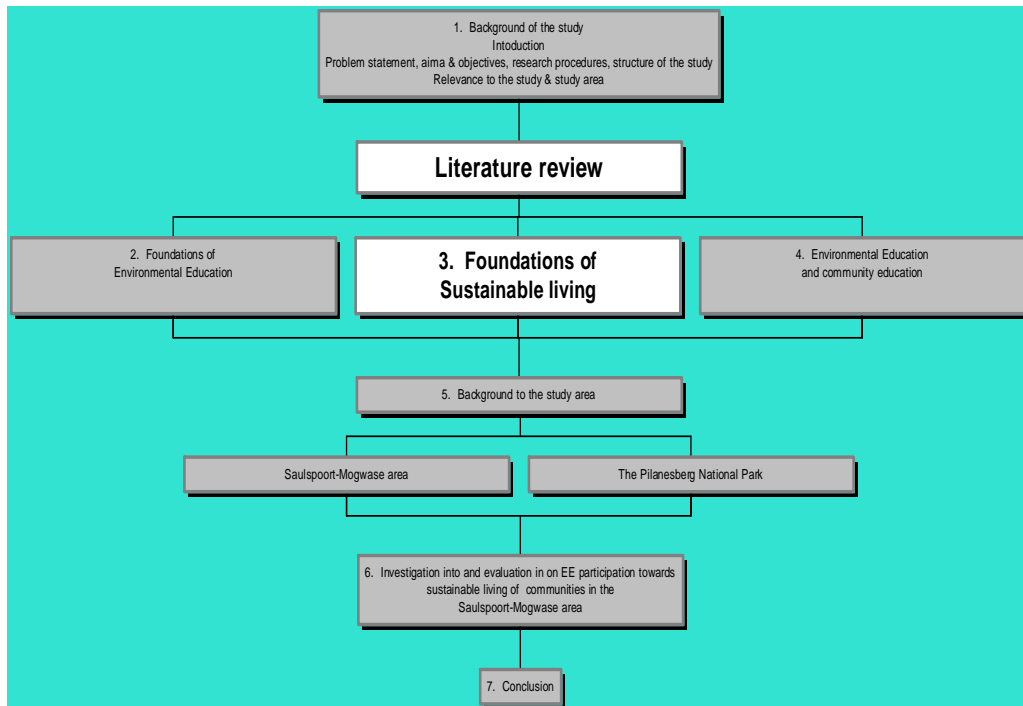 1. Background of the study
Intoduction
Problem statement, aima & objectives, research procedures, structure of the study
Relevance to the study & study area
Literature review
2. Foundations of
Environmental Education
3. Foundations of
Sustainable living
4. Environmental Education
and community education
5. Background to the study area
Saulspoort-Mogwase area
The Pilanesberg National Park
6. Investigation into and evaluation in on EE participation towards
sustainable living of communities in the
Saulspoort-Mogwase area
7. Conclusion